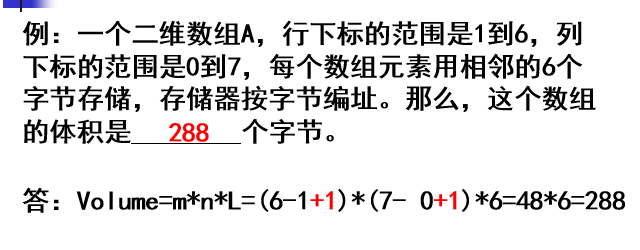 例：一个二维数组A，行下标的范围是1到6，列
下标的范围是0到7，每个数组元素用相邻的6个
字节存储，存储器按字节编址。那么，这个数组
的体积是 288 个字节。
答：Volume=m*n*L=(6-1+1)*(7- 0+1)*6=48*6=288